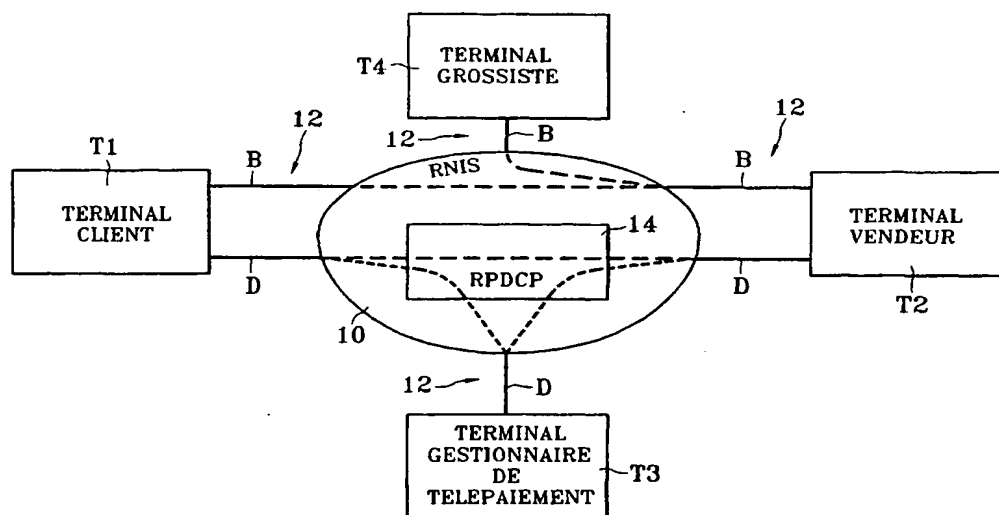 TERMINAL
GROSSISTE
T4
12
B
12
12
T1
B
RNIS
B
TERMINAL
CLIENT
14
TERMINAL
VENDEUR
D
RPDCP
D
T2
10
12
D
TERMINAL
GESTIONNAIRE
DE
TELEPAIEMENT
T3